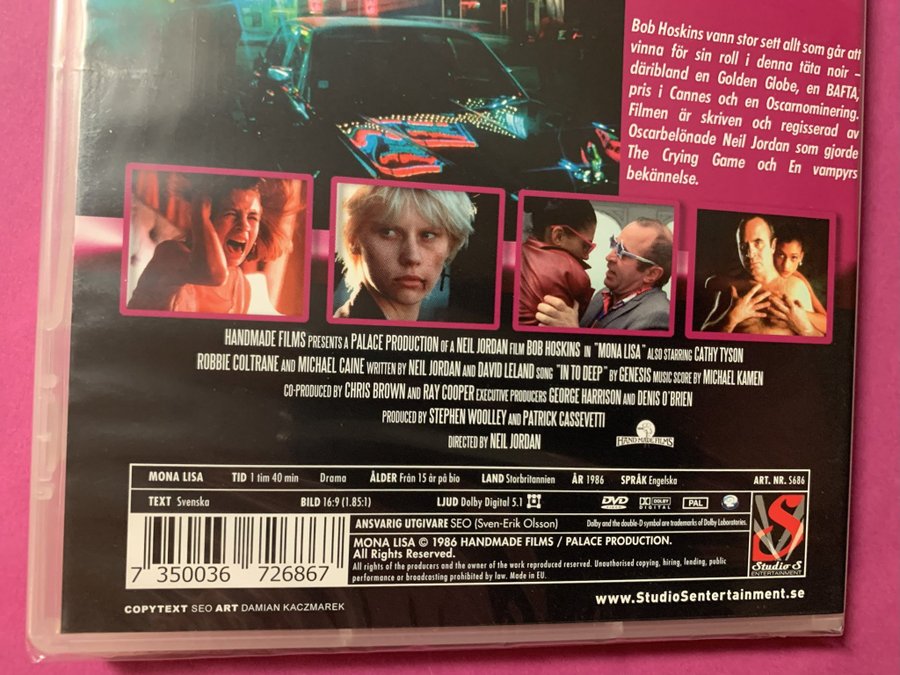 Bob Hoskins vann stor sett allt som går att
vinna för sin roll i denna täta noir –
däribland en Golden Globe, en BAFTA,
pris i Cannes och en Oscarnominering.
Filmen är skriven och regisserad av
Oscarbelönade Neil Jordan som gjorde
The Crying Game och En vampyrs
bekännelse.
HANDMADE FILMS PRESENTS A PALACE PRODUCTION OF A NEIL JORDAN FILM BOB HOSKINS IN "MONA LISA" ALSO STARRING CATHY TYSON
ROBBIE COLTRANE AND MICHAEL CAINE WRITTEN BY NEIL JORDAN AND DAVID LELAND SONG "IN TO DEEP" BY GENESIS MUSIC SCORE BY MICHAEL KAMEN
CO-PRODUCED BY CHRIS BROWN AND RAY COOPER EXECUTIVE PRODUCERS GEORGE HARRISON AND DENIS O'BRIEN
PRODUCED BY STEPHEN WOOLLEY AND PATRICK CASSEVETTI
DIRECTED BY NEIL JORDAN
HANDMADE FILMS
MONA LISA TID 1 tim 40 min Drama ÅLDER Från 15 år på bio LAND Storbritannien ÅR 1986 SPRÅK Engelska ART. NR. 5686
TEXT Svenska BILD 16:9 (1.85:1) LJUD Dolby Digital 5.1 DVD VIDEO DOLBY DIGITAL PAL
ANSVARIG UTGIVARE SEO (Sven-Erik Olsson) Dolby and the double-D symbol are trademarks of Dolby Laboratories.
MONA LISA © 1986 HANDMADE FILMS / PALACE PRODUCTION.
All Rights Reserved.
All rights of the producers and the owner of the work reproduced reserved. Unauthorised copying, hiring, lending, public
performance or broadcasting prohibited by law. Made in EU.
7 350036 726867
S
Studio S
ENTERTAINMENT
COPYTEXT SEO ART DAMIAN KACZMAREK
www.StudioSentertainment.se